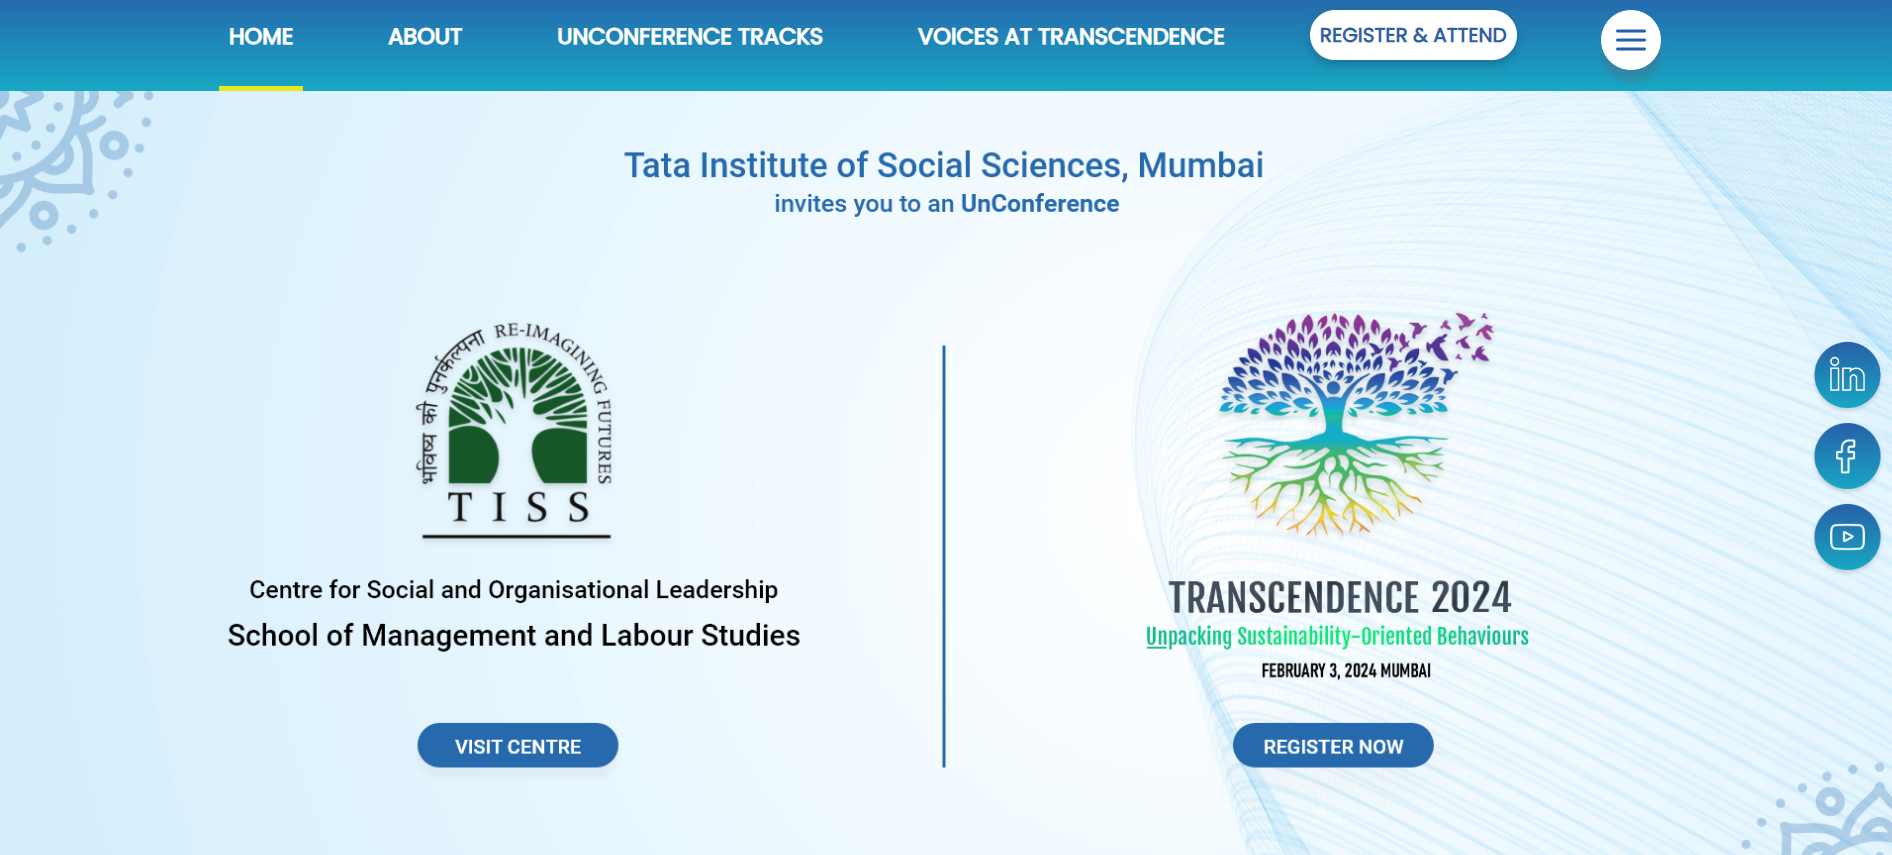 HOME ABOUT UNCONFERENCE TRACKS VOICES AT TRANSCENDENCE REGISTER & ATTEND
Tata Institute of Social Sciences, Mumbai
invites you to an UnConference
भविष्य की पुनर्कल्पना RE-IMAGINING FUTURES
TISS
Centre for Social and Organisational Leadership
School of Management and Labour Studies
VISIT CENTRE
TRANSCENDENCE 2024
Unpacking Sustainability-Oriented Behaviours
FEBRUARY 3, 2024 MUMBAI
REGISTER NOW
in
f